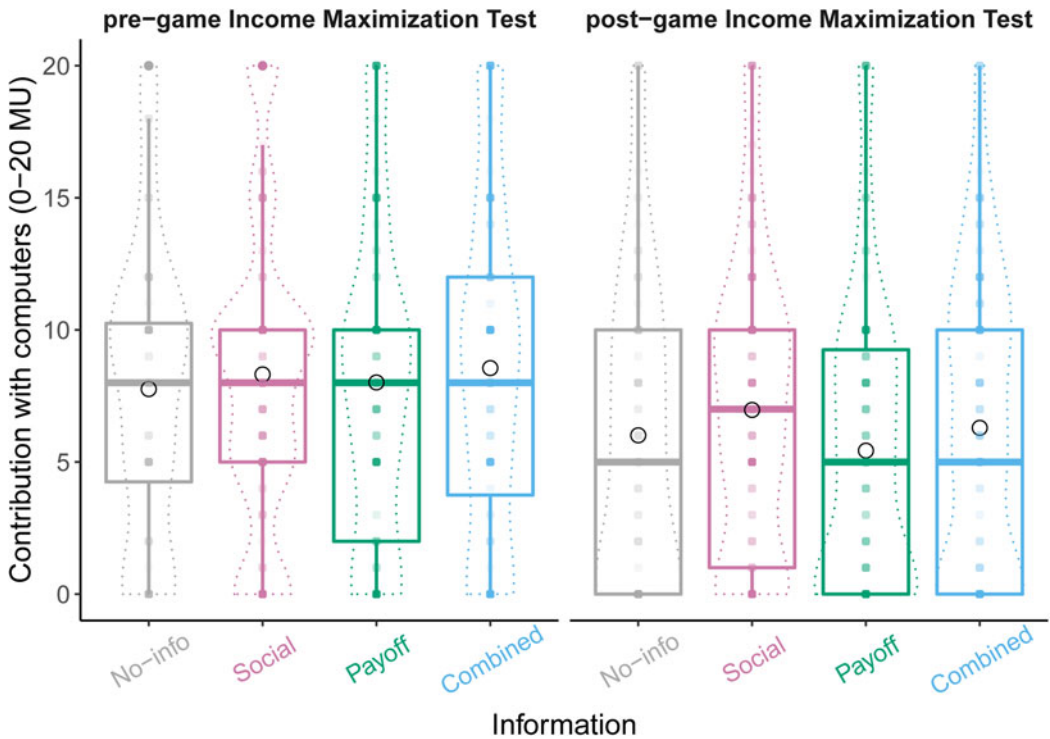 pre−game Income Maximization Test
post−game Income Maximization Test
Contribution with computers (0−20 MU)
20
15
10
5
0
No−info
Social
Payoff
Combined
No−info
Social
Payoff
Combined
Information